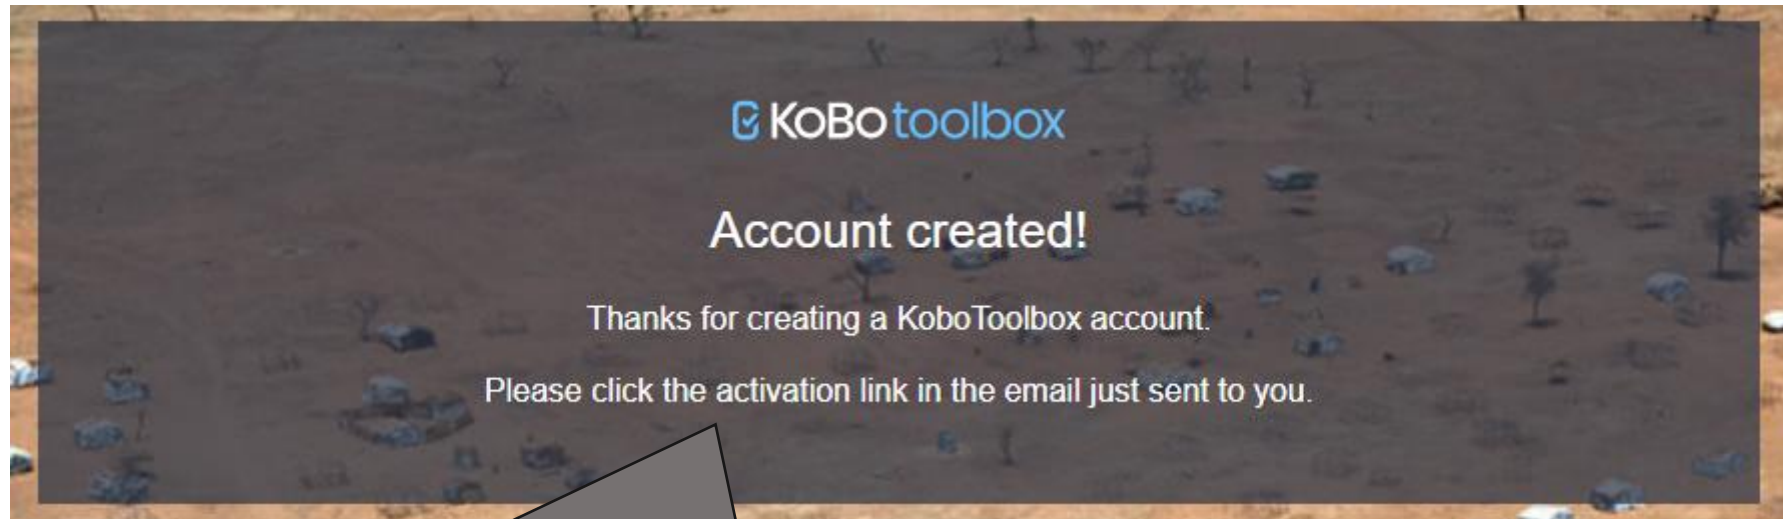 KoBotoolbox
Account created!
Thanks for creating a KoboToolbox account.
Please click the activation link in the email just sent to you.